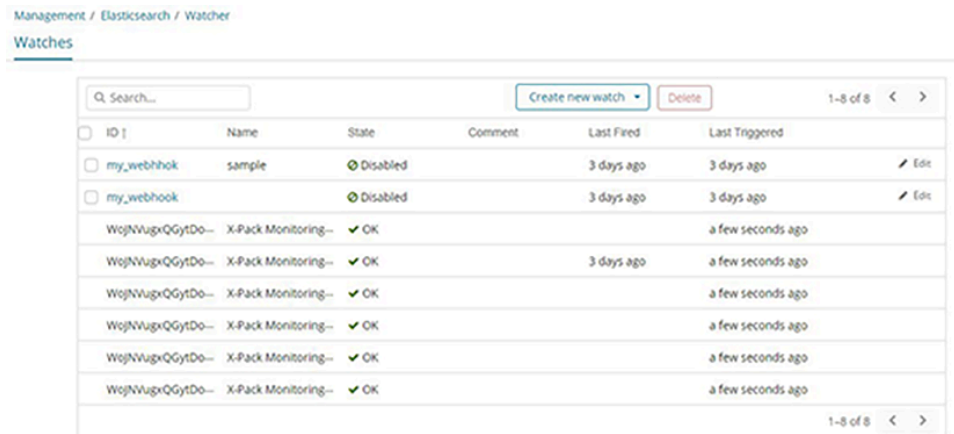 Management / Elasticsearch / Watcher
Watches
Search... Create new watch Delete 1–8 of 8
ID Name State Comment Last Fired Last Triggered
my_webhhok sample Disabled 3 days ago 3 days ago Edit
my_webhook Disabled 3 days ago 3 days ago Edit
WoJNVugxQGytDo... X-Pack Monitoring... OK a few seconds ago
WoJNVugxQGytDo... X-Pack Monitoring... OK 3 days ago a few seconds ago
WoJNVugxQGytDo... X-Pack Monitoring... OK a few seconds ago
WoJNVugxQGytDo... X-Pack Monitoring... OK a few seconds ago
WoJNVugxQGytDo... X-Pack Monitoring... OK a few seconds ago
WoJNVugxQGytDo... X-Pack Monitoring... OK a few seconds ago
1–8 of 8